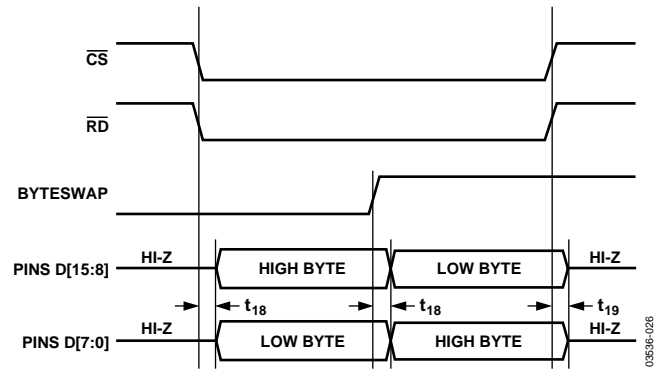 CS
RD
BYTESWAP
PINS D[15:8] HI-Z HIGH BYTE LOW BYTE HI-Z
t18 t18 t19
PINS D[7:0] HI-Z LOW BYTE HIGH BYTE HI-Z
03536-026